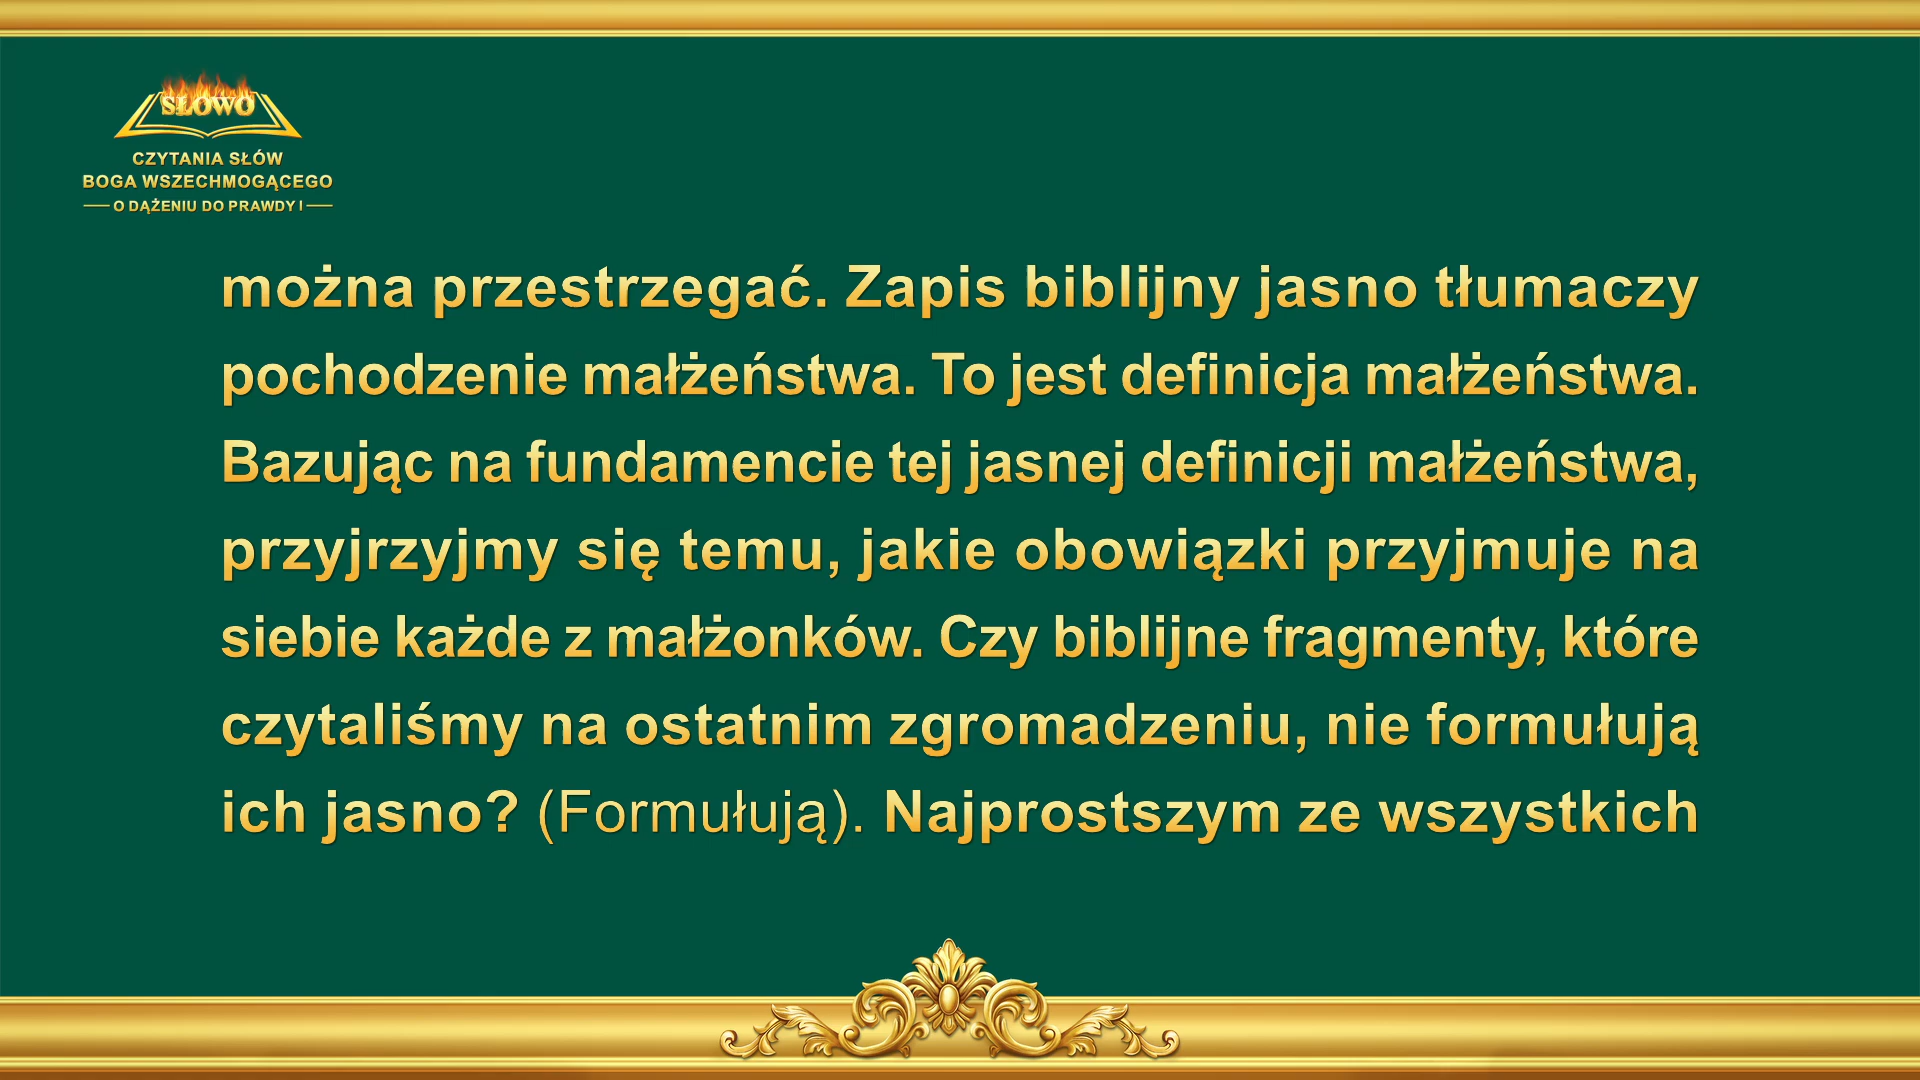 SŁOWO
CZYTANIA SŁÓW
BOGA WSZECHMOGĄCEGO
O DĄŻENIU DO PRAWDY I
można przestrzegać. Zapis biblijny jasno tłumaczy
pochodzenie małżeństwa. To jest definicja małżeństwa.
Bazując na fundamencie tej jasnej definicji małżeństwa,
przyjrzyjmy się temu, jakie obowiązki przyjmuje na
siebie każde z małżonków. Czy biblijne fragmenty, które
czytaliśmy na ostatnim zgromadzeniu, nie formułują
ich jasno? (Formułują). Najprostszym ze wszystkich